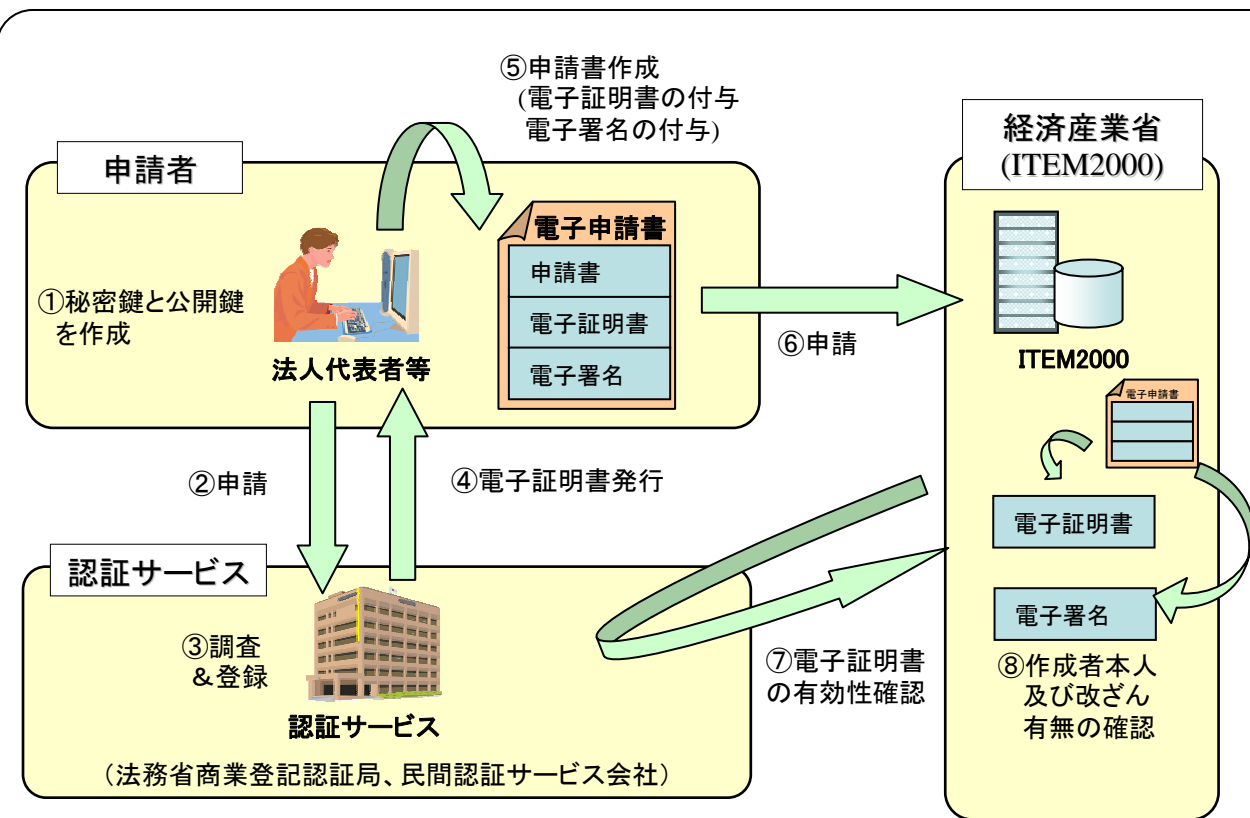 ⑤申請書作成
(電子証明書の付与
電子署名の付与)
申請者
①秘密鍵と公開鍵
を作成
法人代表者等
電子申請書
申請書
電子証明書
電子署名
⑥申請
経済産業省
(ITEM2000)
ITEM2000
電子申請書
電子証明書
電子署名
⑧作成者本人
及び改ざん
有無の確認
②申請
④電子証明書発行
認証サービス
③調査
＆登録
認証サービス
（法務省商業登記認証局、民間認証サービス会社）
⑦電子証明書
の有効性確認